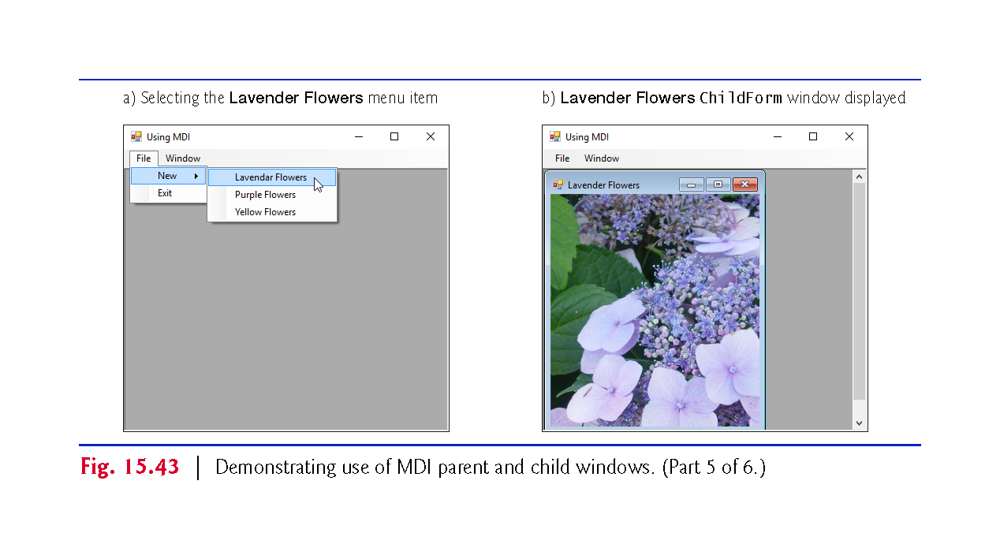 a) Selecting the Lavender Flowers menu item
Using MDI
File Window
New
Exit
Lavendar Flowers
Purple Flowers
Yellow Flowers
b) Lavender Flowers ChildForm window displayed
Using MDI
File Window
Lavender Flowers
Fig. 15.43 | Demonstrating use of MDI parent and child windows. (Part 5 of 6.)